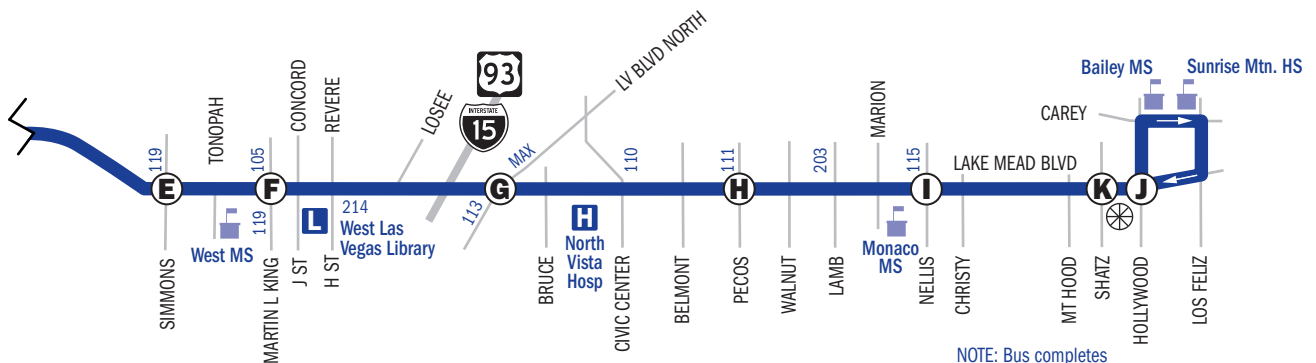 93
INTERSTATE
15
LV BLVD NORTH
Bailey MS
Sunrise Mtn. HS
CONCORD
REVERE
LOSEE
TONOPAH
MARION
CAREY
119
105
MAX
110
111
203
115
LAKE MEAD BLVD
E
F
G
H
I
K
J
119
L
214
West Las
Vegas Library
113
H
North
Vista
Hosp
West MS
Monaco
MS
SIMMONS
MARTIN L KING
J ST
H ST
BRUCE
CIVIC CENTER
BELMONT
PECOS
WALNUT
LAMB
NELLIS
CHRISTY
MT HOOD
SHATZ
HOLLYWOOD
LOS FELIZ
NOTE: Bus completes